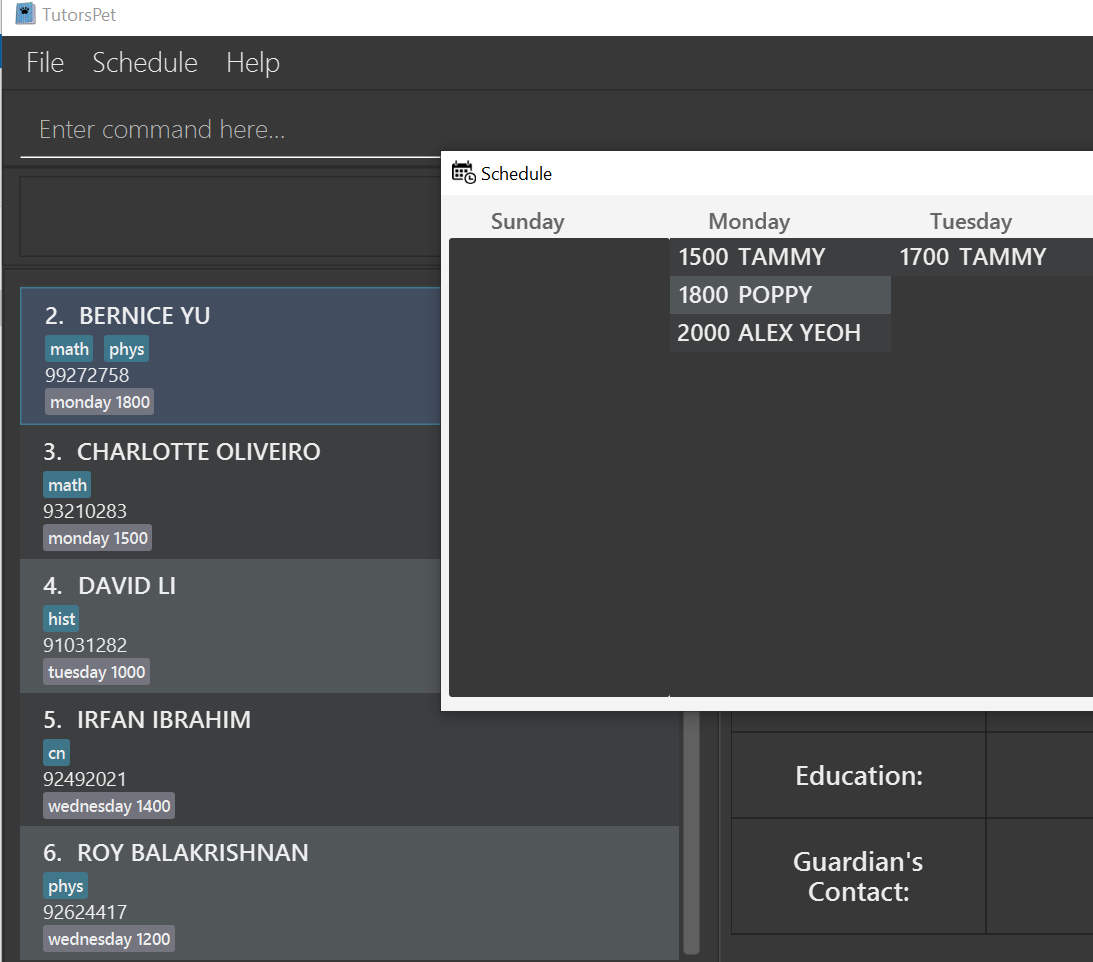 TutorsPet
File Schedule Help
Enter command here...
Schedule
Sunday Monday Tuesday
1500 TAMMY 1700 TAMMY
1800 POPPY
2000 ALEX YEOH
2. BERNICE YU
math phys
99272758
monday 1800
3. CHARLOTTE OLIVEIRO
math
93210283
monday 1500
4. DAVID LI
hist
91031282
tuesday 1000
5. IRFAN IBRAHIM
cn
92492021
wednesday 1400
6. ROY BALAKRISHNAN
phys
92624417
wednesday 1200
Education:
Guardian's
Contact: